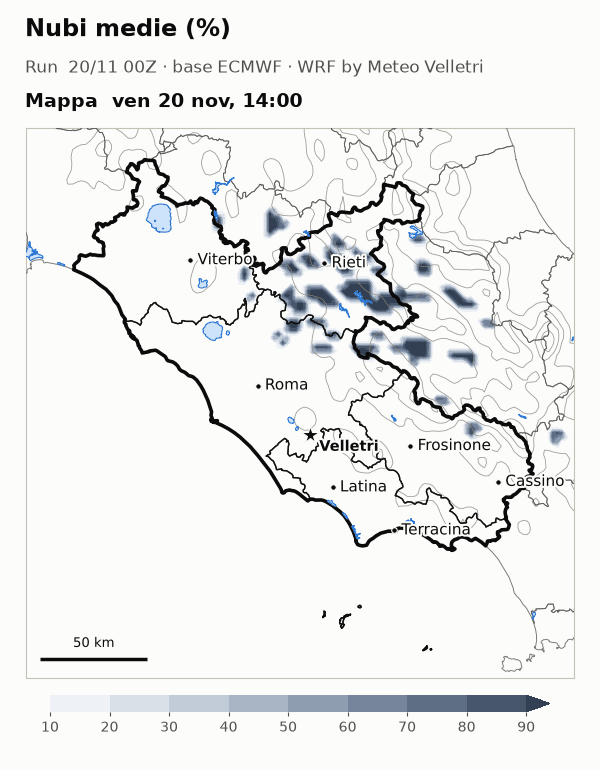 Nubi medie (%)
Run  20/11 00Z · base ECMWF · WRF by Meteo Velletri
Mappa  ven 20 nov, 14:00
Viterbo
Rieti
Roma
Velletri
Frosinone
Latina
Cassino
Terracina
50 km
10 20 30 40 50 60 70 80 90